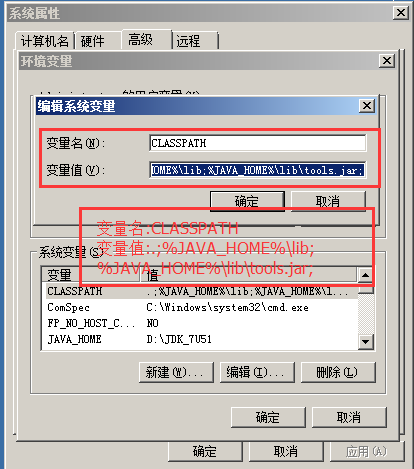 系统属性
计算机名 硬件 高级 远程
环境变量
编辑系统变量
变量名(N): CLASSPATH
变量值(V): OME%\lib;%JAVA_HOME%\lib\tools.jar;
确定 取消
变量名:CLASSPATH
变量值:.;%JAVA_HOME%\lib;
%JAVA_HOME%\lib\tools.jar;
系统变量(S)
变量 值
CLASSPATH .;%JAVA_HOME%\lib;%JAVA_HOME%\l...
ComSpec C:\Windows\system32\cmd.exe
FP_NO_HOST_C... NO
JAVA_HOME D:\JDK_7U51
新建(W)... 编辑(I)... 删除(L)
确定 取消
确定 取消 应用(A)